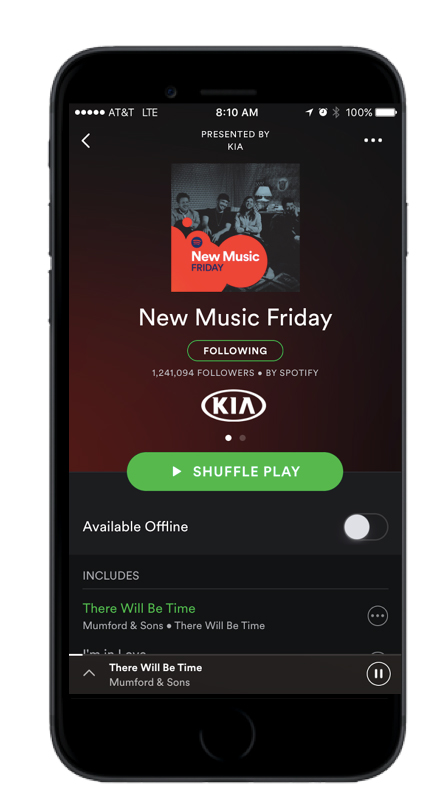 AT&T LTE 8:10 AM 100%
PRESENTED BY
KIA
New Music
FRIDAY
New Music Friday
FOLLOWING
1,241,094 FOLLOWERS • BY SPOTIFY
KIA
SHUFFLE PLAY
Available Offline
INCLUDES
There Will Be Time
Mumford & Sons • There Will Be Time
I'm in Love
There Will Be Time
Mumford & Sons